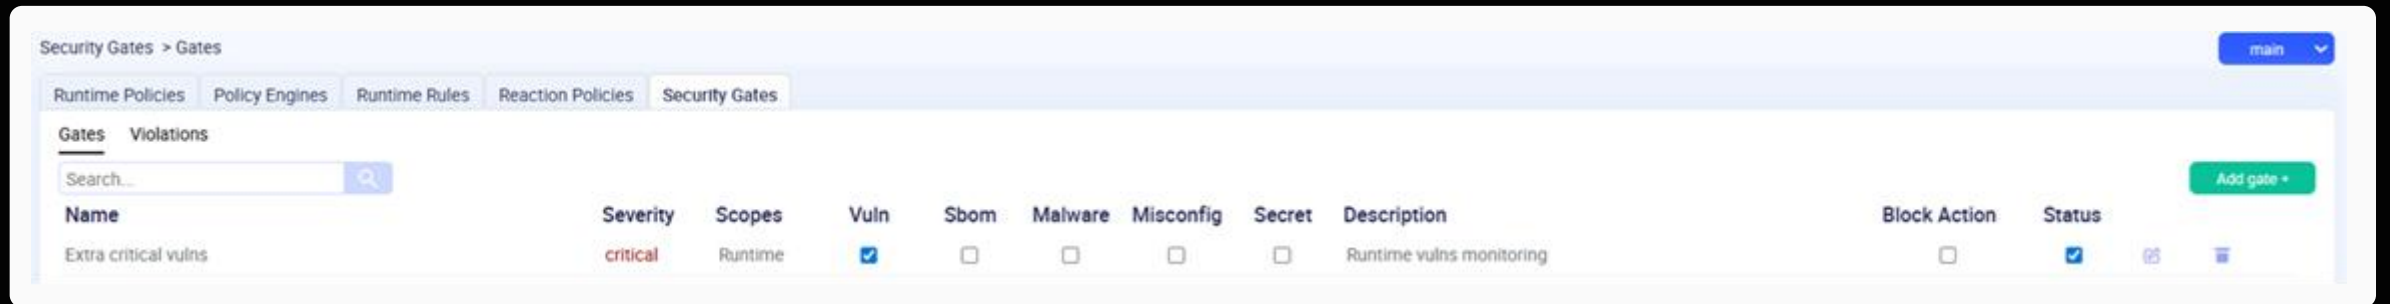 Security Gates > Gates
main
Runtime Policies Policy Engines Runtime Rules Reaction Policies Security Gates
Gates Violations
Search...
Add gate +
Name Severity Scopes Vuln Sbom Malware Misconfig Secret Description Block Action Status
Extra critical vulns critical Runtime Runtime vulns monitoring